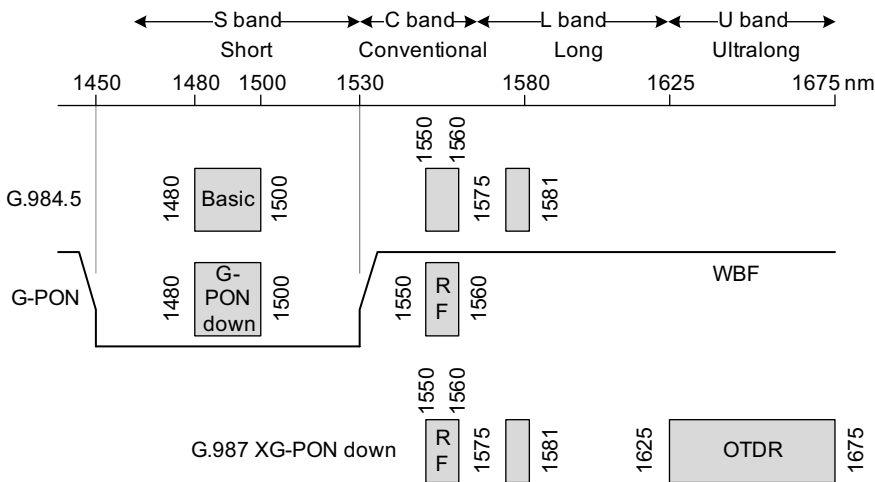 S band C band L band U band
Short Conventional Long Ultralong
1450 1480 1500 1530 1580 1625 1675 nm
1550 1560
G.984.5 1480 Basic 1500 1575 1581
WBF
G-PON 1480 G-
PON
down 1500 1550 R
F 1560
1550 1560
G.987 XG-PON down R
F 1575 1581 1625 OTDR 1675